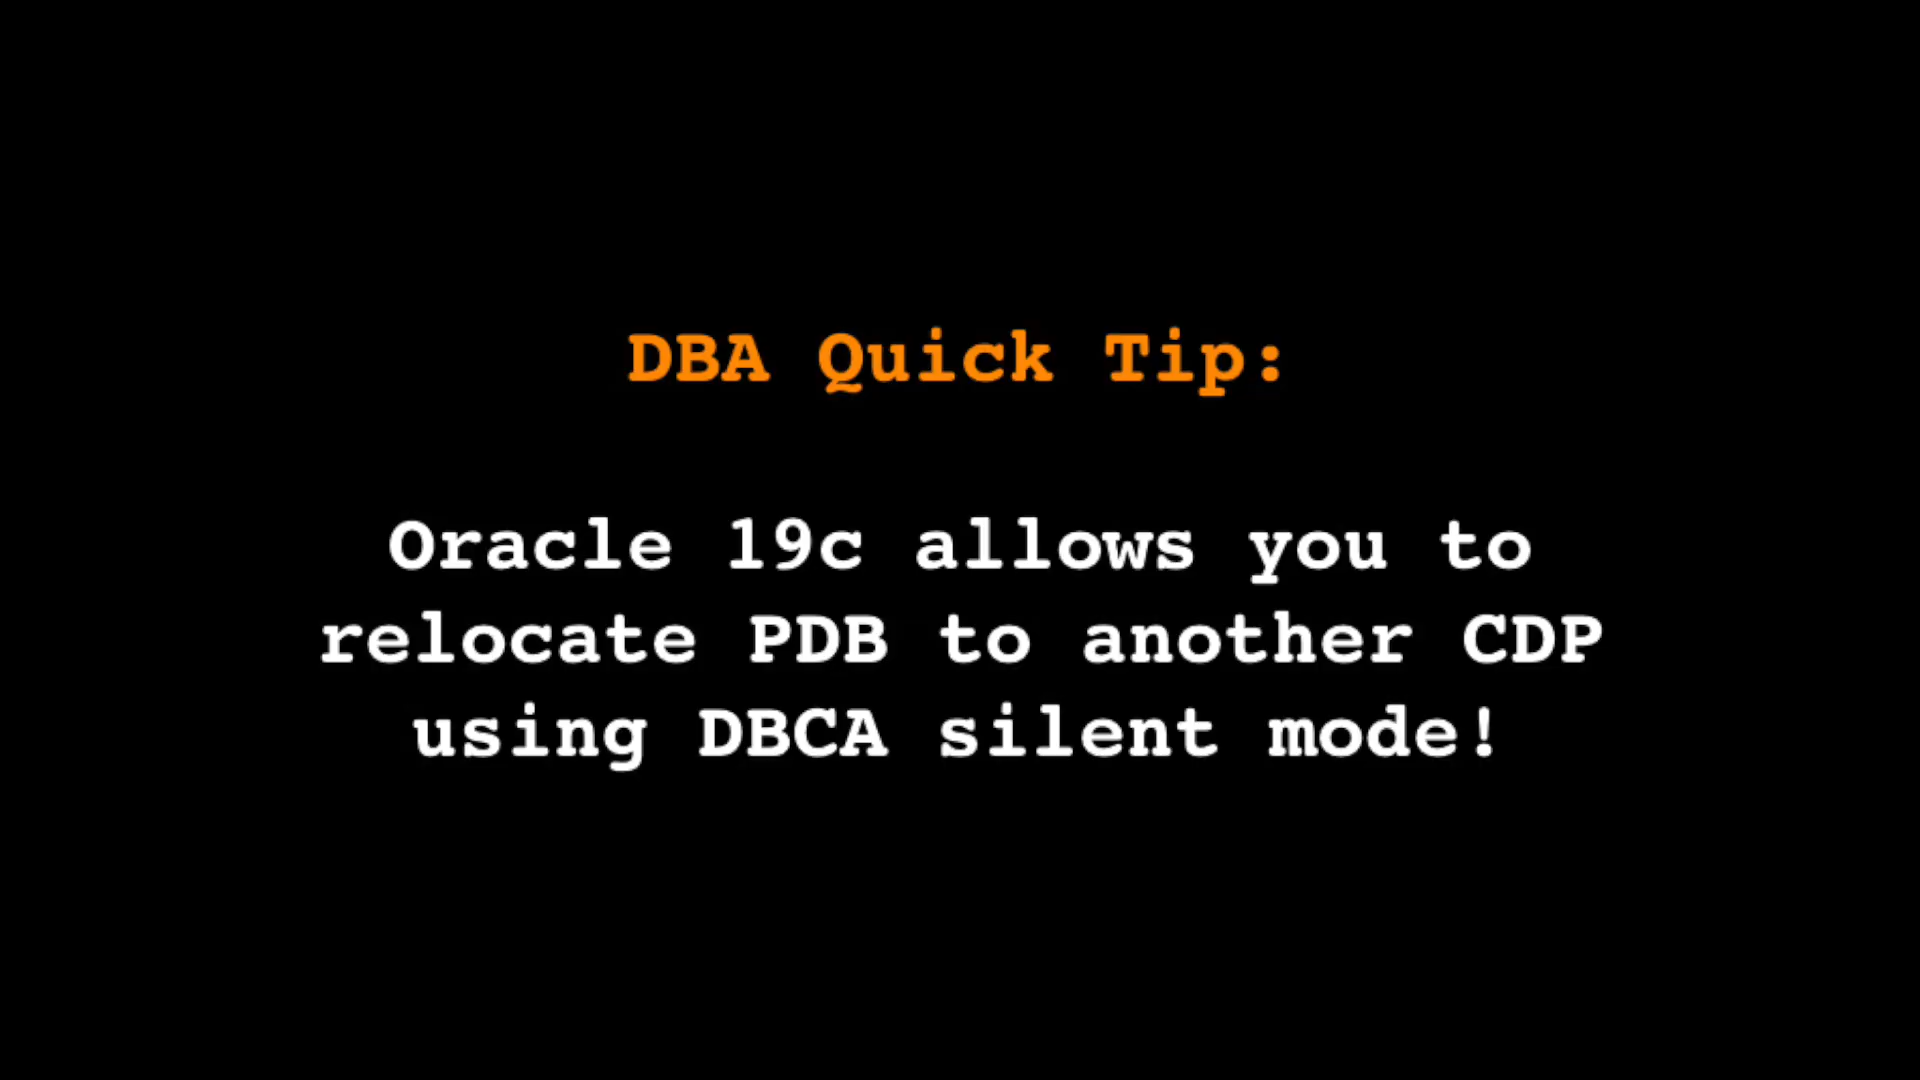 DBA Quick Tip:
Oracle 19c allows you to
relocate PDB to another CDP
using DBCA silent mode!